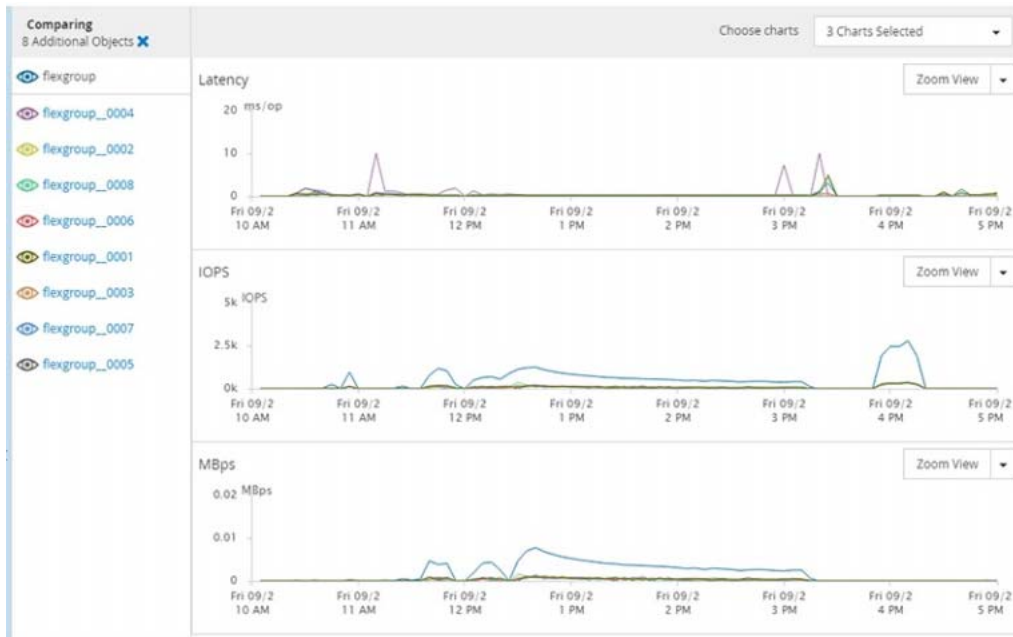 Comparing
8 Additional Objects
Choose charts
3 Charts Selected
flexgroup
flexgroup__0004
flexgroup__0002
flexgroup__0008
flexgroup__0006
flexgroup__0001
flexgroup__0003
flexgroup__0007
flexgroup__0005
Latency
Zoom View
20 ms/op
10
0
Fri 09/2 Fri 09/2 Fri 09/2 Fri 09/2 Fri 09/2 Fri 09/2 Fri 09/2 Fri 09/2
10 AM 11 AM 12 PM 1 PM 2 PM 3 PM 4 PM 5 PM
IOPS
Zoom View
5k IOPS
2.5k
0k
Fri 09/2 Fri 09/2 Fri 09/2 Fri 09/2 Fri 09/2 Fri 09/2 Fri 09/2 Fri 09/2
10 AM 11 AM 12 PM 1 PM 2 PM 3 PM 4 PM 5 PM
MBps
Zoom View
0.02 MBps
0.01
0
Fri 09/2 Fri 09/2 Fri 09/2 Fri 09/2 Fri 09/2 Fri 09/2 Fri 09/2 Fri 09/2
10 AM 11 AM 12 PM 1 PM 2 PM 3 PM 4 PM 5 PM